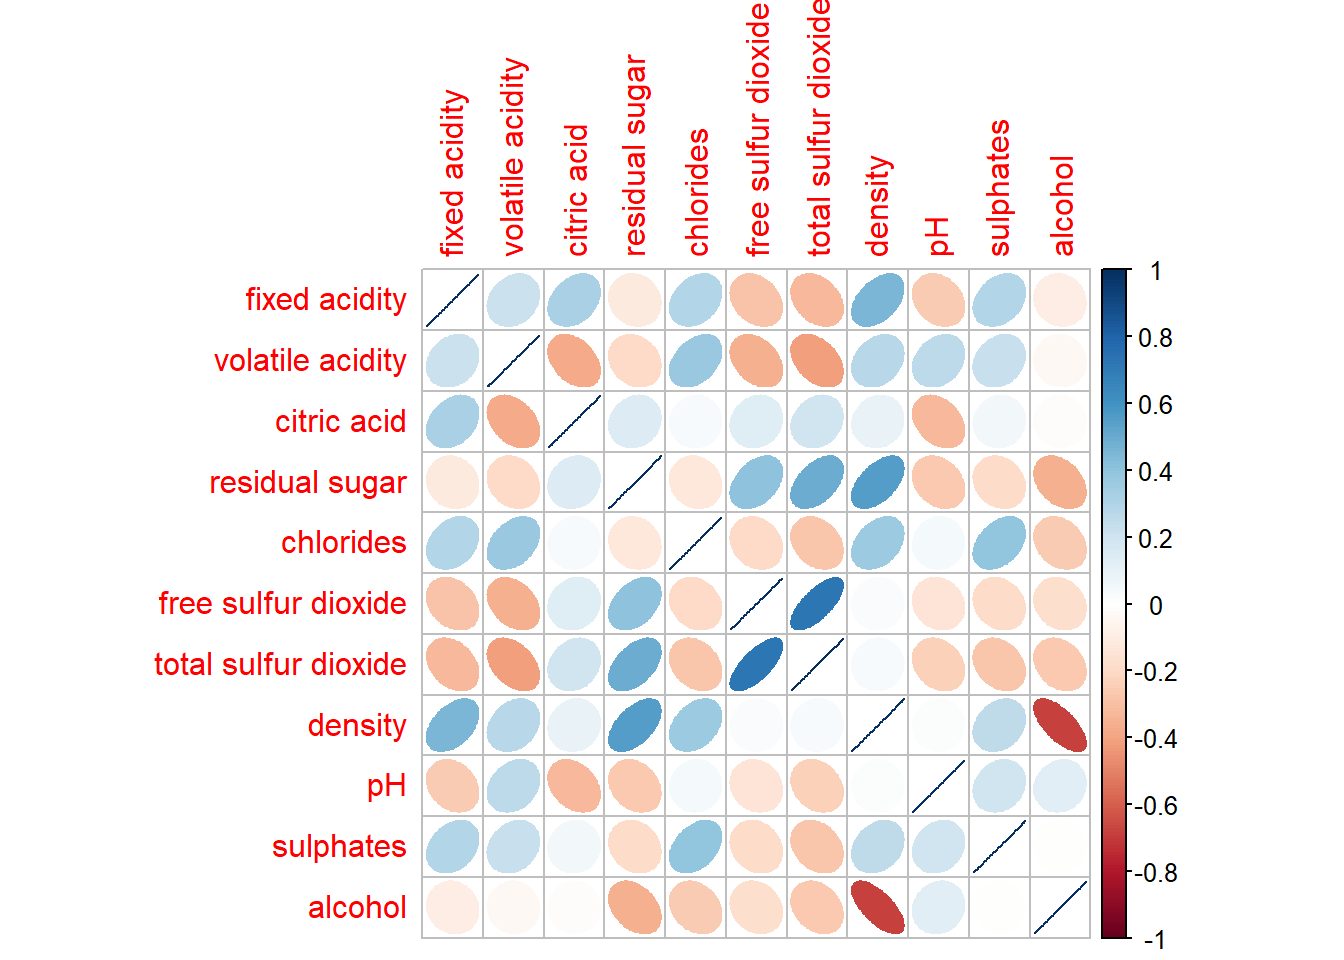 fixed acidity
volatile acidity
citric acid
residual sugar
chlorides
free sulfur dioxide
total sulfur dioxide
density
pH
sulphates
alcohol
fixed acidity
volatile acidity
citric acid
residual sugar
chlorides
free sulfur dioxide
total sulfur dioxide
density
pH
sulphates
alcohol
1
0.8
0.6
0.4
0.2
0
-0.2
-0.4
-0.6
-0.8
-1